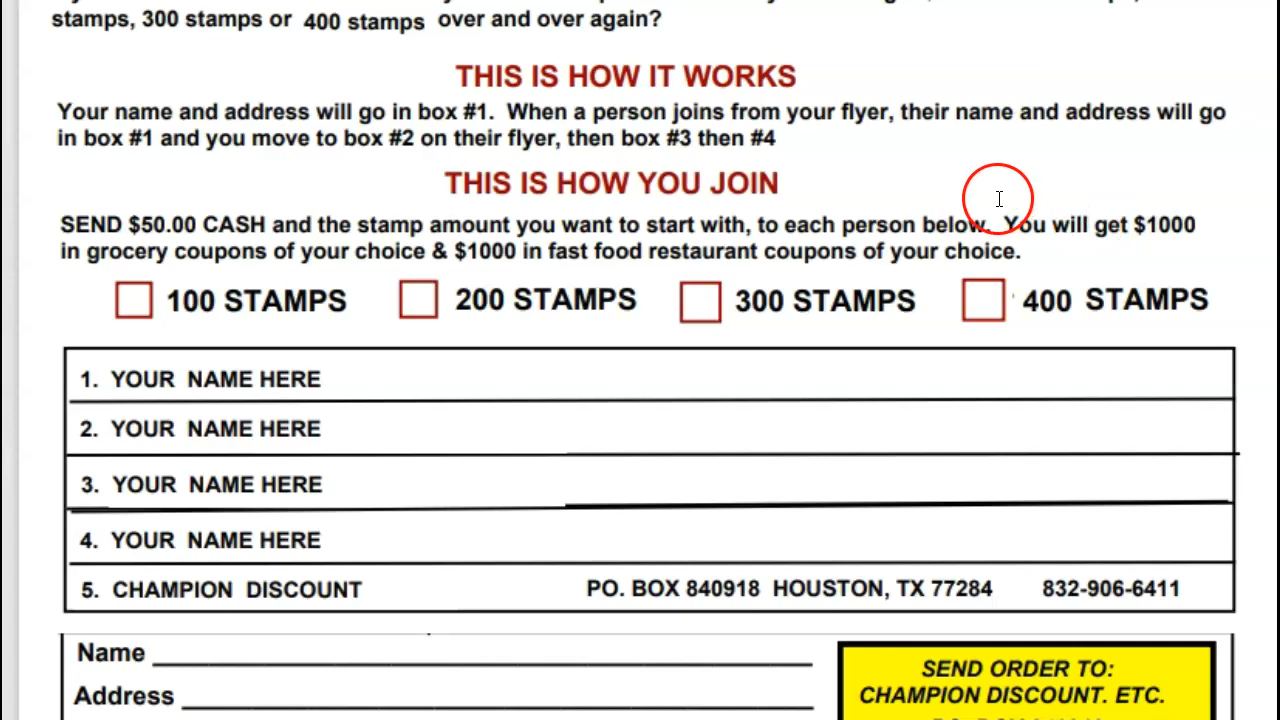 stamps, 300 stamps or 400 stamps over and over again?
THIS IS HOW IT WORKS
Your name and address will go in box #1. When a person joins from your flyer, their name and address will go
in box #1 and you move to box #2 on their flyer, then box #3 then #4
THIS IS HOW YOU JOIN
SEND $50.00 CASH and the stamp amount you want to start with, to each person below. You will get $1000
in grocery coupons of your choice & $1000 in fast food restaurant coupons of your choice.
100 STAMPS 200 STAMPS 300 STAMPS 400 STAMPS
1. YOUR NAME HERE
2. YOUR NAME HERE
3. YOUR NAME HERE
4. YOUR NAME HERE
5. CHAMPION DISCOUNT PO. BOX 840918 HOUSTON, TX 77284 832-906-6411
Name
Address
SEND ORDER TO:
CHAMPION DISCOUNT. ETC.